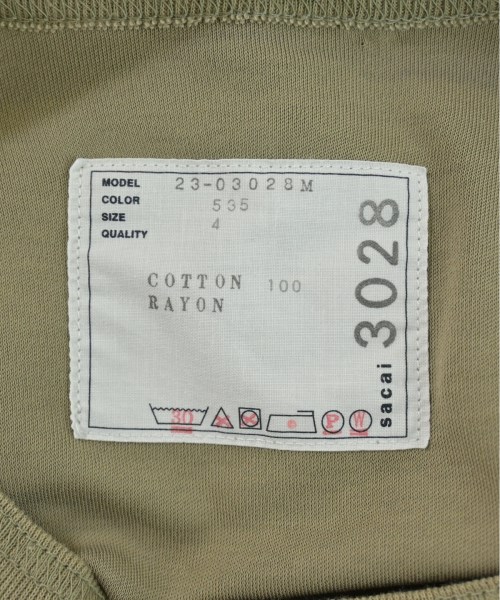 MODEL 23-03028M
COLOR 535
SIZE 4
QUALITY
COTTON 100
RAYON
30 P W
sacai 3028